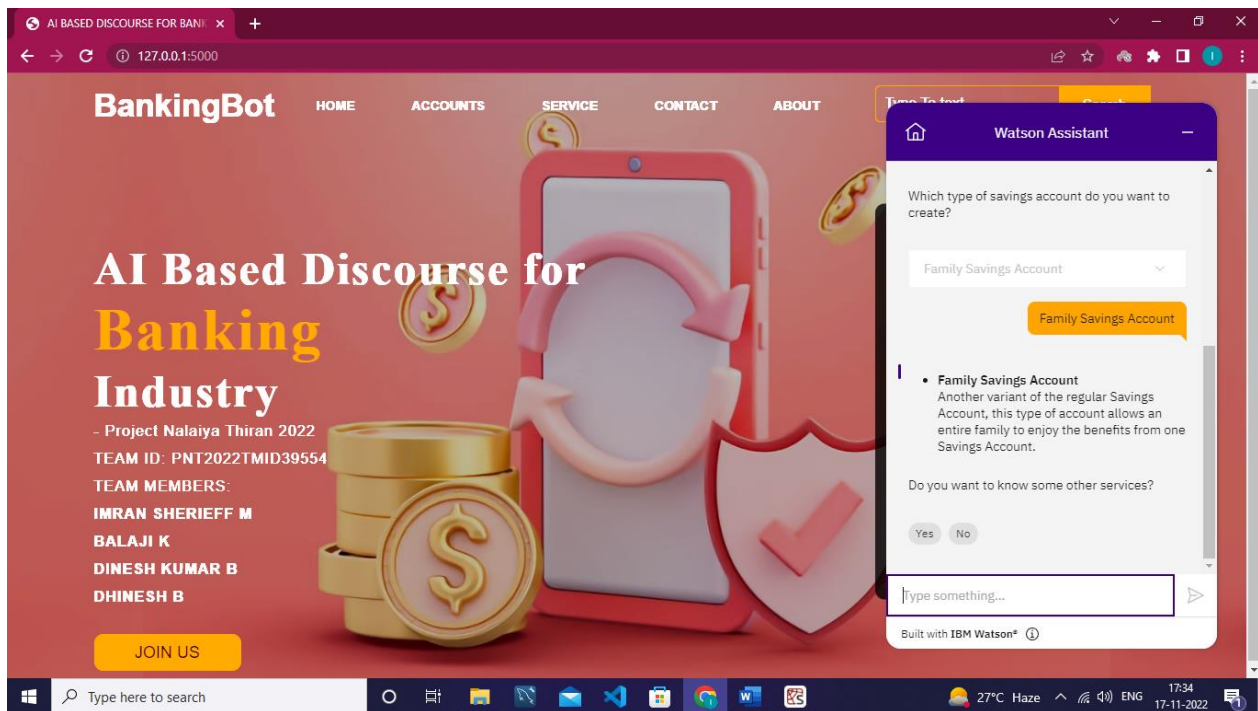 AI BASED DISCOURSE FOR BANK
127.0.0.1:5000
BankingBot HOME ACCOUNTS SERVICE CONTACT ABOUT
AI Based Discourse for
Banking
Industry
- Project Nalaiya Thiran 2022
TEAM ID: PNT2022TMID39554
TEAM MEMBERS:
IMRAN SHERIEFF M
BALAJI K
DINESH KUMAR B
DHINESH B
JOIN US
Type To text Search
Watson Assistant
Which type of savings account do you want to
create?
Family Savings Account
Family Savings Account
• Family Savings Account
Another variant of the regular Savings
Account, this type of account allows an
entire family to enjoy the benefits from one
Savings Account.
Do you want to know some other services?
Yes No
Type something...
Built with IBM Watson®
Type here to search
27°C Haze ENG 17:34
17-11-2022